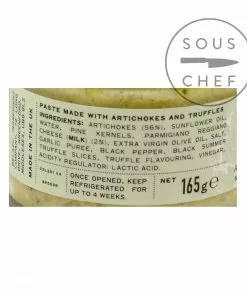 SOUS
CHEF
PASTE MADE WITH ARTICHOKES AND TRUFFLES
INGREDIENTS: ARTICHOKES (56%), SUNFLOWER OIL,
WATER, PINE KERNELS, PARMIGIANO REGGIANO
CHEESE (MILK) (2%), EXTRA VIRGIN OLIVE OIL, SALT,
GARLIC PUREE, BLACK PEPPER, BLACK SUMMER
TRUFFLE SLICES, TRUFFLE FLAVOURING, VINEGAR,
ACIDITY REGULATOR: LACTIC ACID.
ONCE OPENED, KEEP
REFRIGERATED FOR
UP TO 4 WEEKS.
NET 165g e
MADE IN THE UK